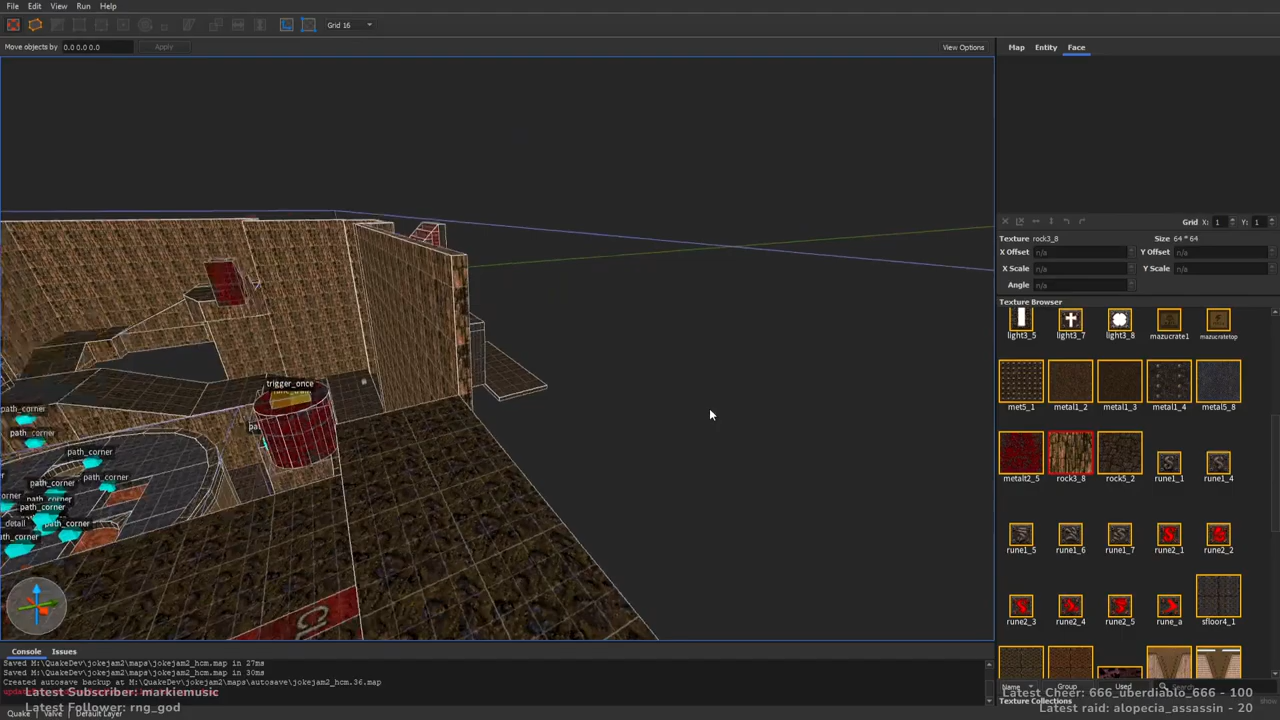 File Edit View Run Help
Grid 16
Move objects by 0.0 0.0 0.0 Apply View Options
Map Entity Face
Grid X: 1 Y: 1
Texture rock3_8 Size 64 * 64
X Offset n/a Y Offset n/a
X Scale n/a Y Scale n/a
Angle n/a
Texture Browser
light3_5 light3_7 light3_8 mazucrate1 mazucratetop
met5_1 metal1_2 metal1_3 metal1_4 metal5_8
metalt2_5 rock3_8 rock5_2 rune1_1 rune1_4
rune1_5 rune1_6 rune1_7 rune2_1 rune2_2
rune2_3 rune2_4 rune2_5 rune_a sfloor4_1
trigger_once
path_corner
path_corner
path_corner
path_corner
path_corner
path_corner
path_corner
detail path_corner
Console Issues
Saved M:\QuakeDev\jokejam2\maps\jokejam2_hcm.map in 27ms
Saved M:\QuakeDev\jokejam2\maps\jokejam2_hcm.map in 30ms
Created autosave backup at M:\QuakeDev\jokejam2\maps\autosave\jokejam2_hcm.36.map
Latest Subscriber: markiemusic
Latest Follower: rng_god
Quake Default Layer
Name Group Used Search
Latest Cheer: 666_uberdiablo_666 - 100
Texture Collections
Latest raid: alopecia_assassin - 20